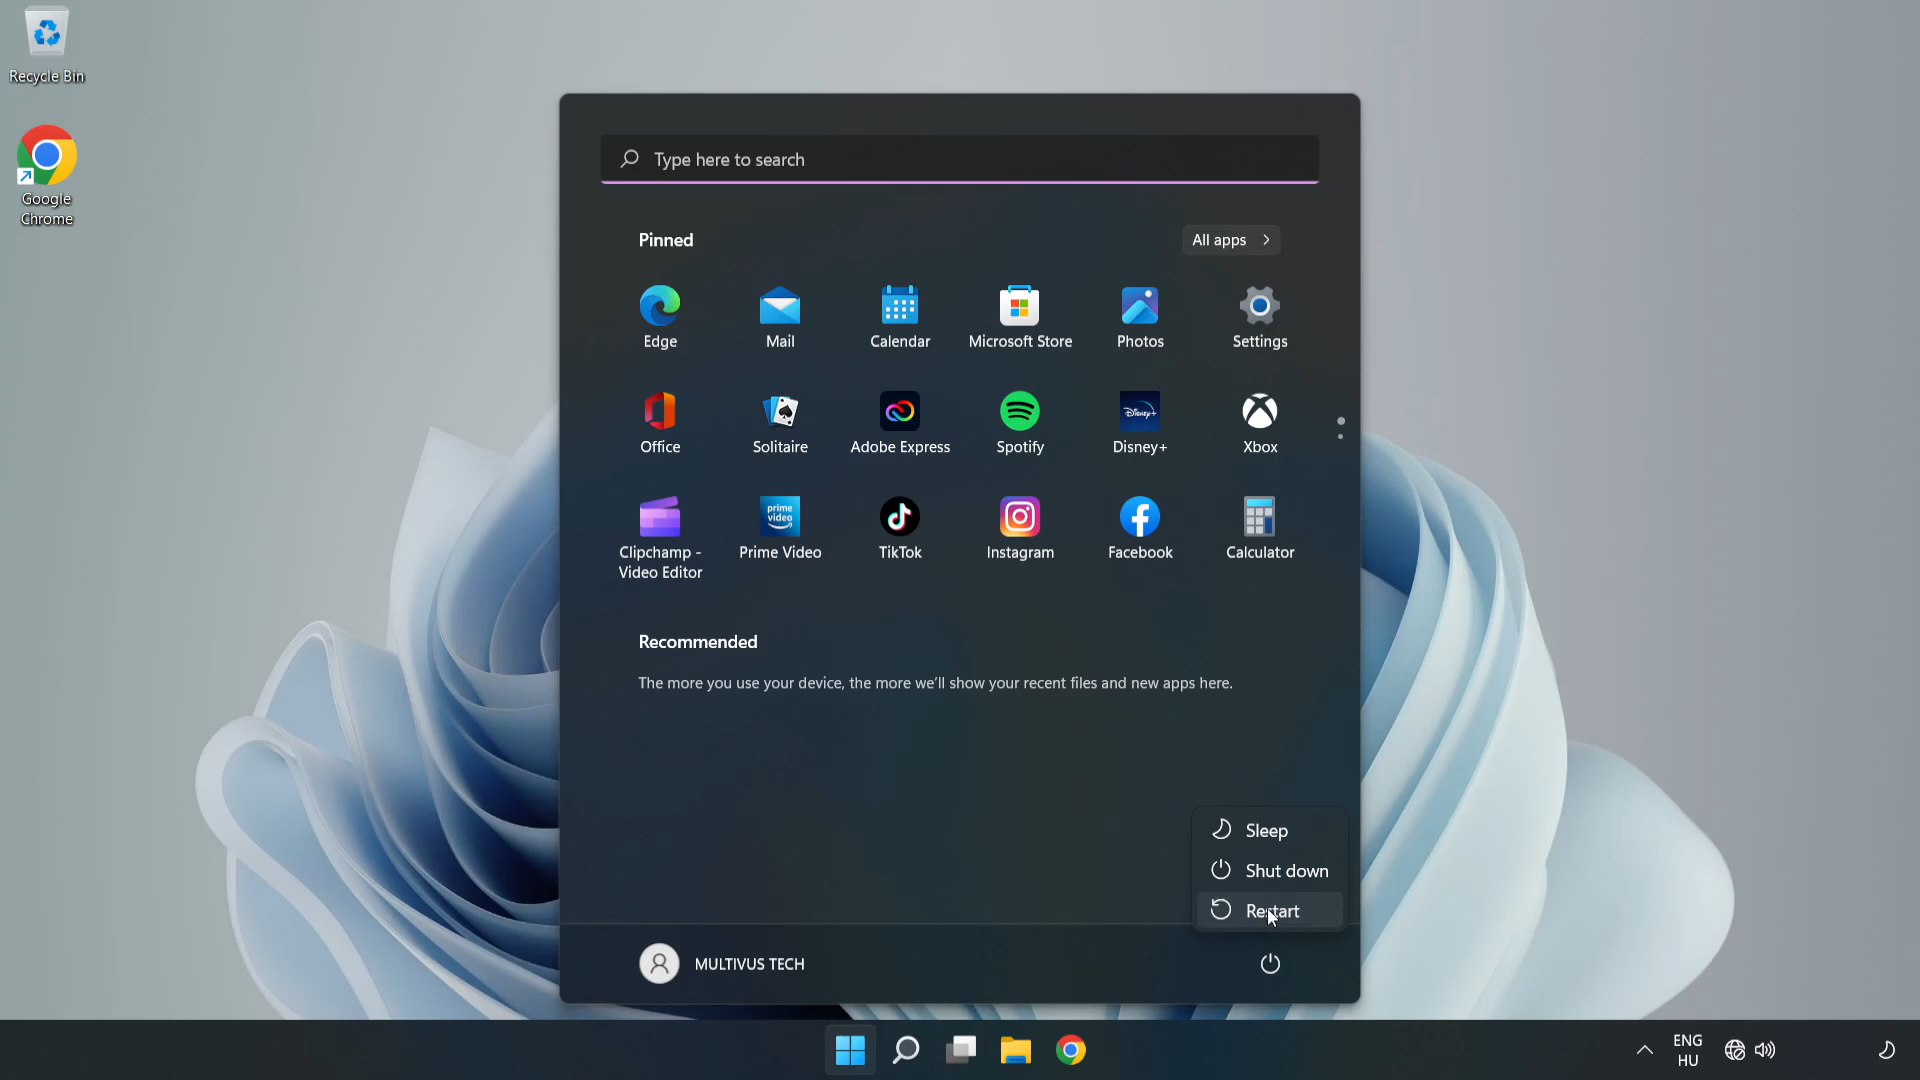 Recycle Bin
Google
Chrome
Type here to search
Pinned
All apps
Edge
Mail
Calendar
Microsoft Store
Photos
Settings
Office
Solitaire
Adobe Express
Spotify
Disney+
Disney+
Xbox
prime
video
Clipchamp -
Video Editor
Prime Video
TikTok
Instagram
Facebook
Calculator
Recommended
The more you use your device, the more we'll show your recent files and new apps here.
Sleep
Shut down
Restart
MULTIVUS TECH
ENG
HU